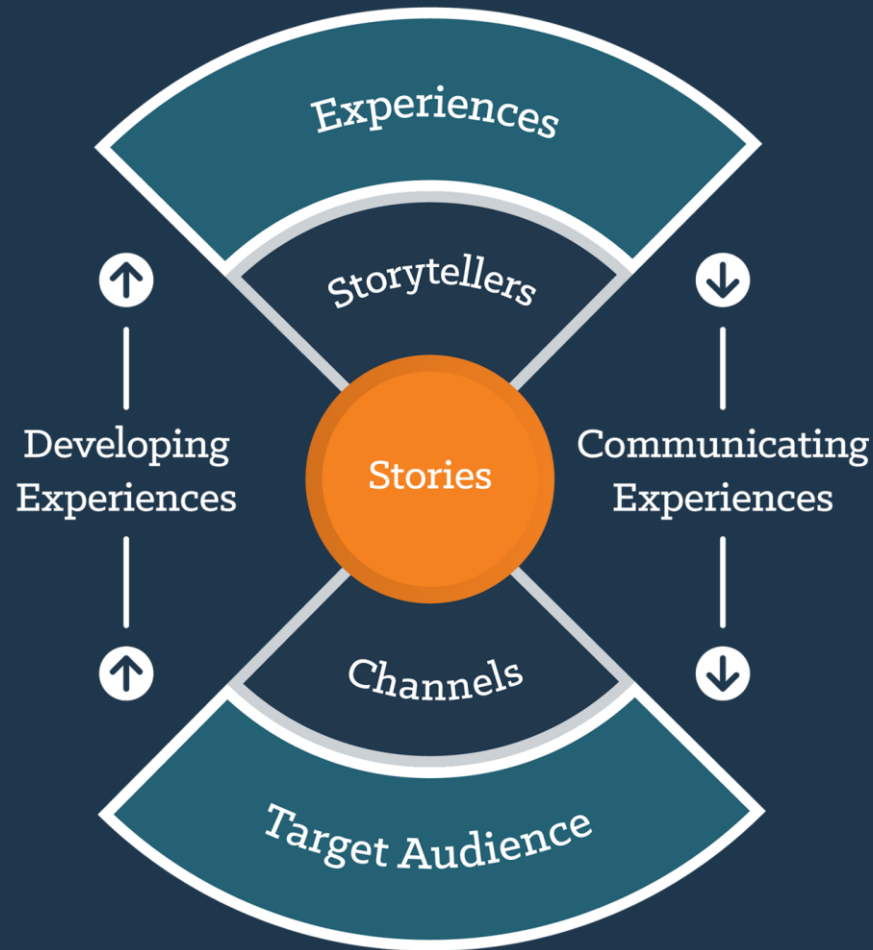 Experiences
Storytellers
Developing
Experiences
Stories
Communicating
Experiences
Channels
Target Audience